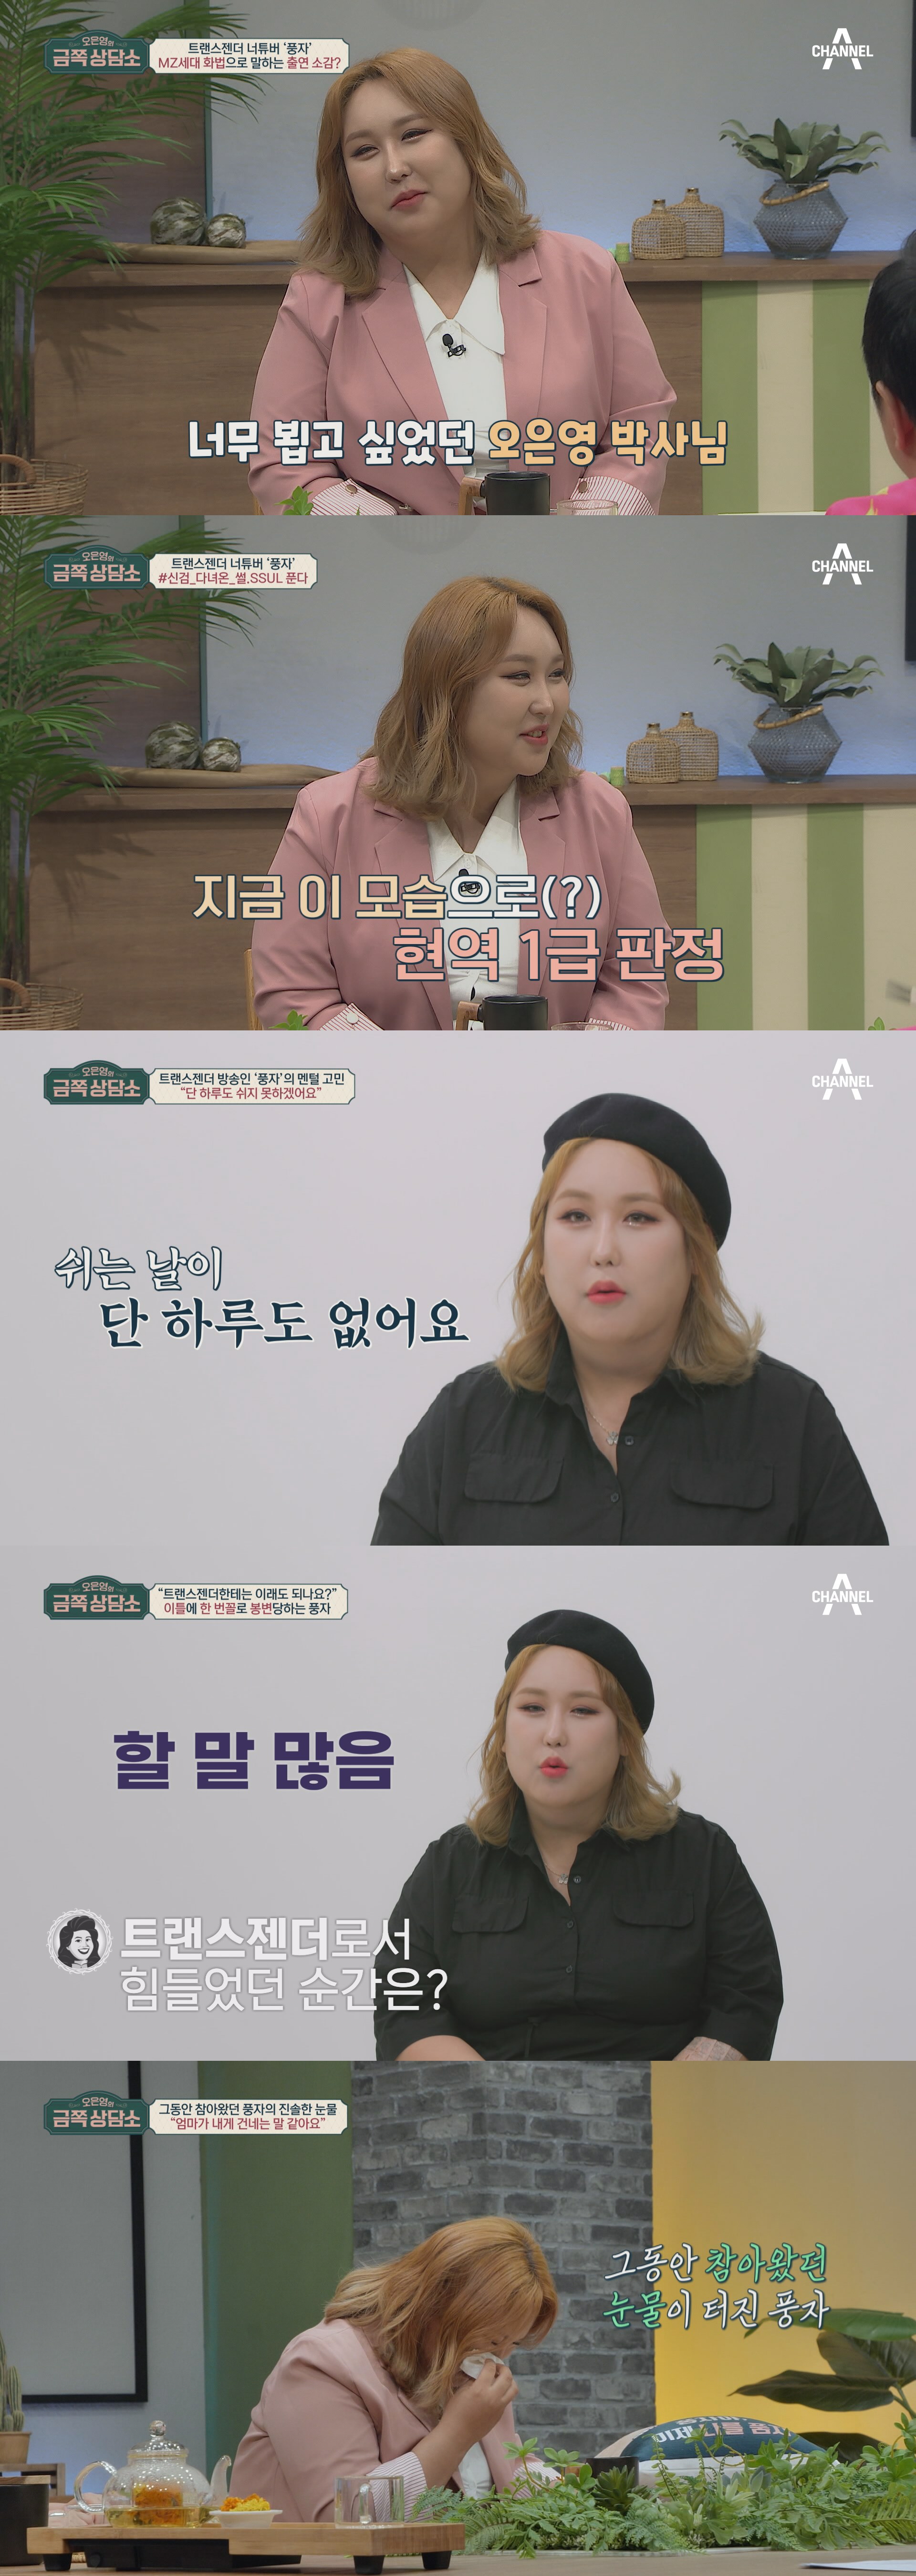 오은영의
금쪽 상담소
트랜스젠더 너튜버 '풍자'
MZ세대 화법으로 말하는 출연 소감?
CHANNEL A
너무 뵙고 싶었던 오은영 박사님
오은영의
금쪽 상담소
트랜스젠더 너튜버 '풍자'
#신검_다녀온_썰.SSUL 푼다
CHANNEL A
지금 이 모습으로(?)
현역 1급 판정
오은영의
금쪽 상담소
트랜스젠더 방송인 '풍자'의 멘털 고민
“단 하루도 쉬지 못하겠어요”
CHANNEL A
쉬는 날이
단 하루도 없어요
오은영의
금쪽 상담소
“트랜스젠더한테는 이래도 되나요?”
이틀에 한 번꼴로 봉변당하는 풍자
CHANNEL A
할 말 많음
트랜스젠더로서
힘들었던 순간은?
오은영의
금쪽 상담소
그동안 참아왔던 풍자의 진솔한 눈물
“엄마가 내게 건네는 말 같아요”
그동안 참아왔던
눈물이 터진 풍자